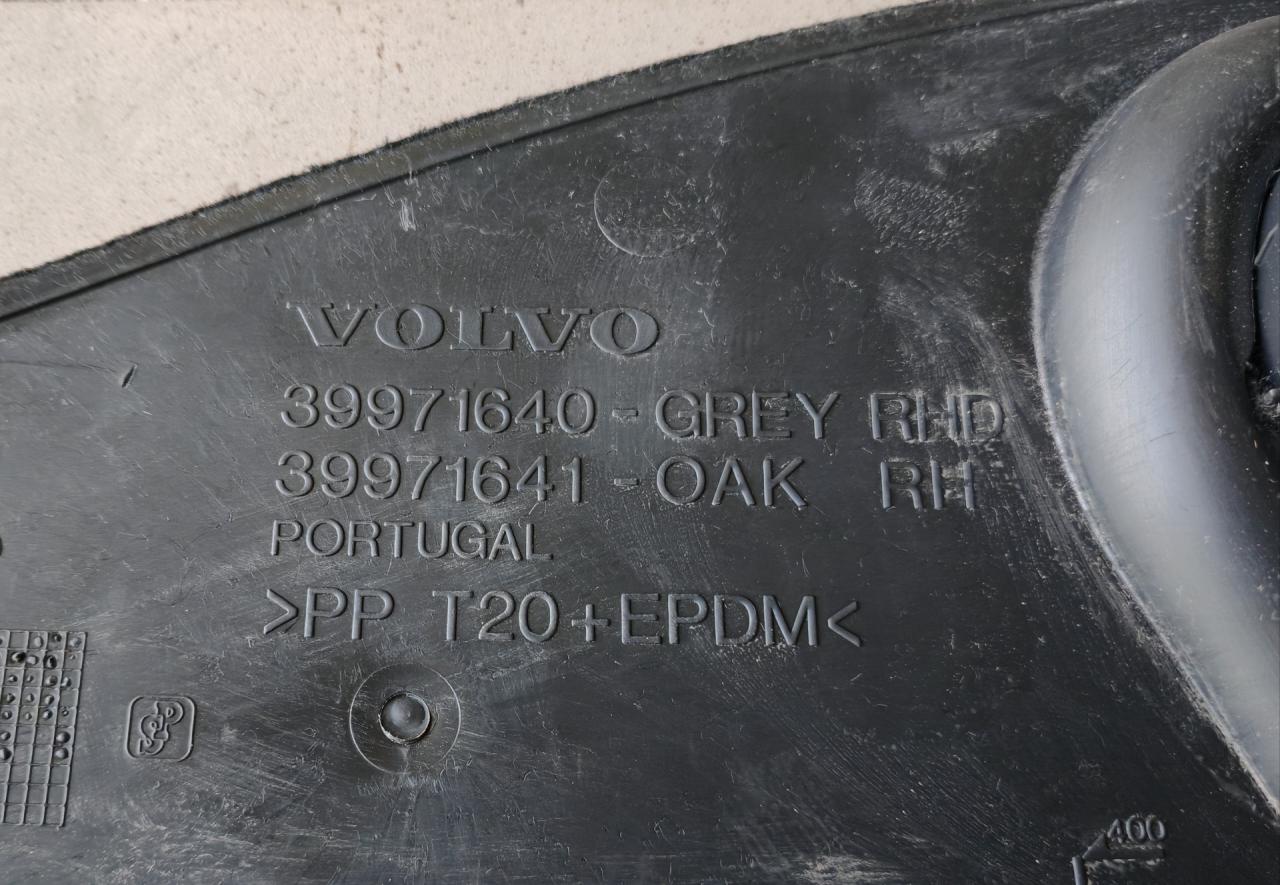 VOLVO
39971640 - GREY RHD
39971641 - OAK RH
PORTUGAL
>PP T20+EPDM<
400